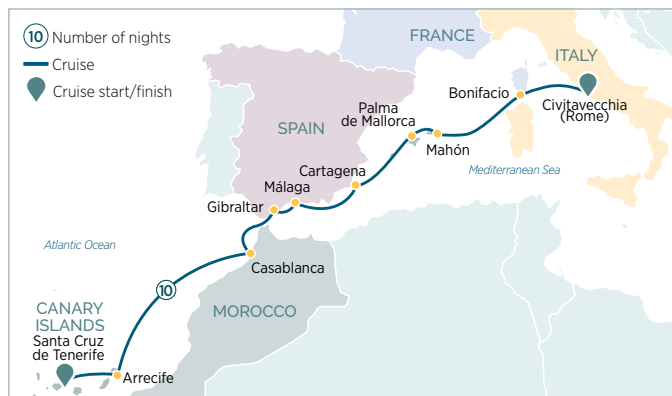 10 Number of nights
Cruise
Cruise start/finish
FRANCE
ITALY
Bonifacio
Civitavecchia
(Rome)
Palma
de Mallorca
Mahón
SPAIN
Cartagena
Mediterranean Sea
Málaga
Gibraltar
Atlantic Ocean
Casablanca
10
MOROCCO
CANARY
ISLANDS
Santa Cruz
de Tenerife
Arrecife